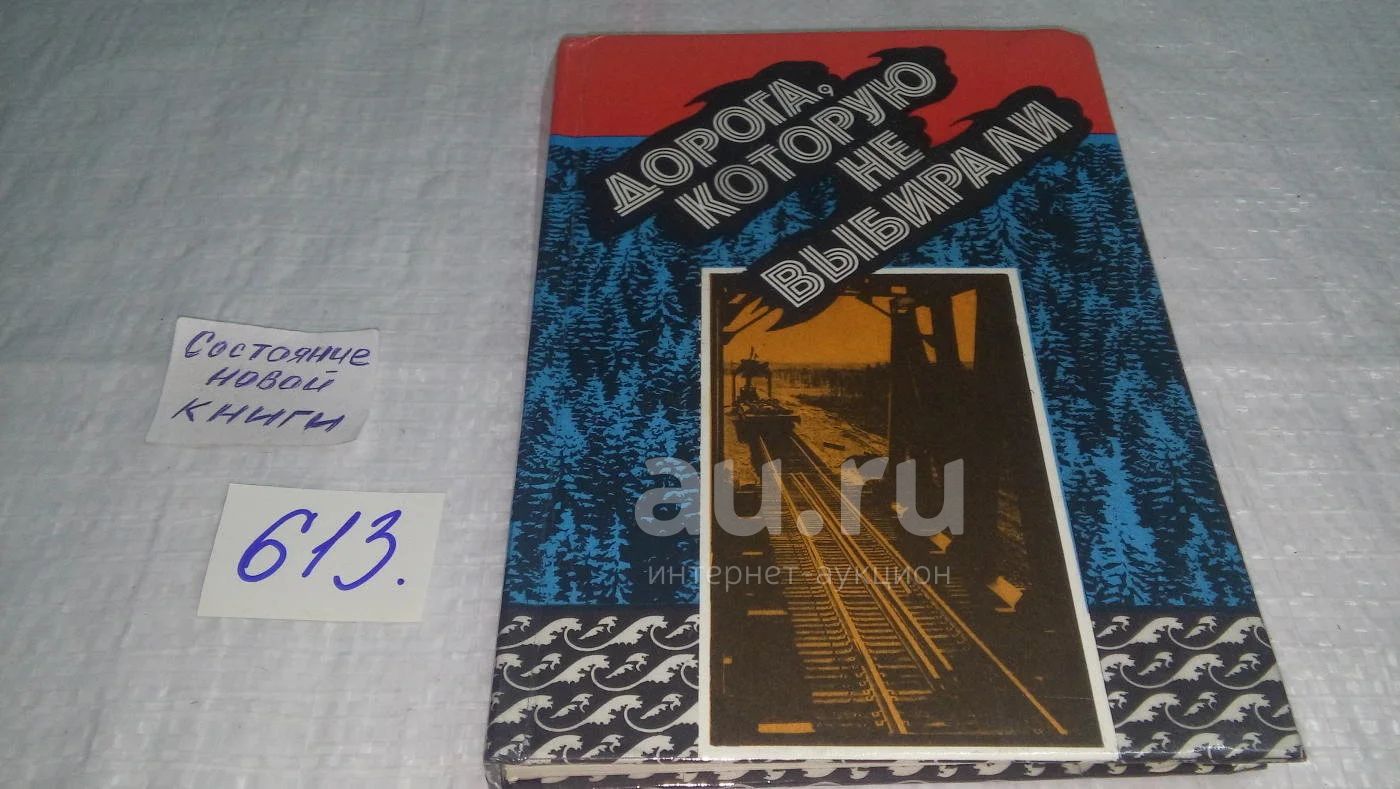 ДОРОГА,
КОТОРУЮ
НЕ
ВЫБИРАЛИ
Состояние
новой
книги
613.
au.ru
интернет-аукцион